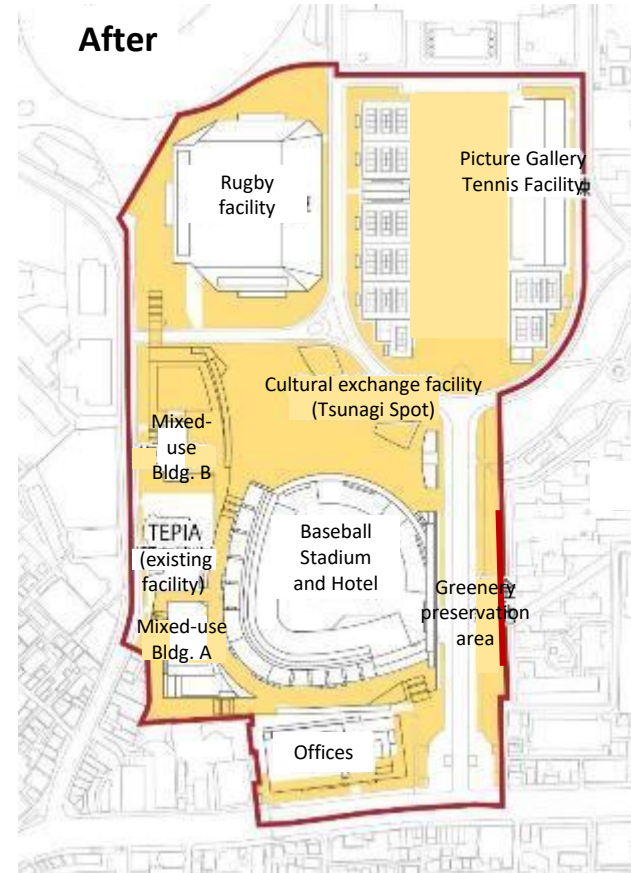 After
Rugby
facility
Picture Gallery
Tennis Facility
Cultural exchange facility
(Tsunagi Spot)
Mixed-
use
Bldg. B
TEPIA
(existing
facility)
Mixed-use
Bldg. A
Baseball
Stadium
and Hotel
Greenery
preservation
area
Offices